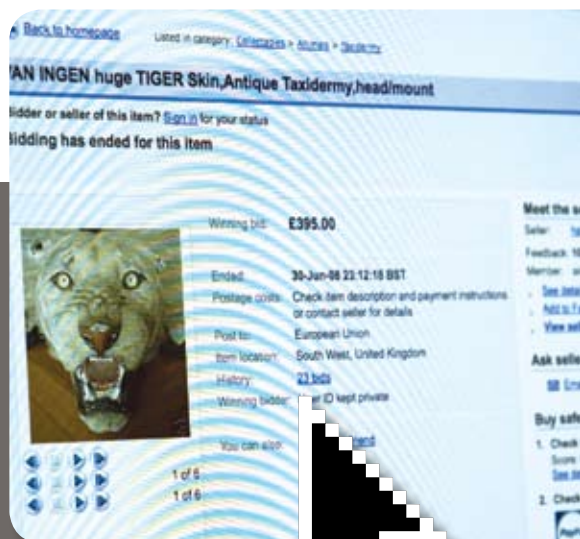 Back to homepage Listed in category: Collectables > Animals > Taxidermy
VAN INGEN huge TIGER Skin,Antique Taxidermy,head/mount
Bidder or seller of this item? Sign in for your status
Bidding has ended for this item
Winning bid: £395.00
Ended: 30-Jun-08 23:12:18 BST
Postage costs: Check item description and payment instructions
or contact seller for details
Post to: European Union
Item location: South West, United Kingdom
History: 23 bids
Winning bidder: User ID kept private
You can also:
1 of 6
1 of 6
Meet the
Seller:
Feedback:
Member:
See
Add to
View
Ask selle
Buy safe
1. Check
Score
See
2. Check
PayP